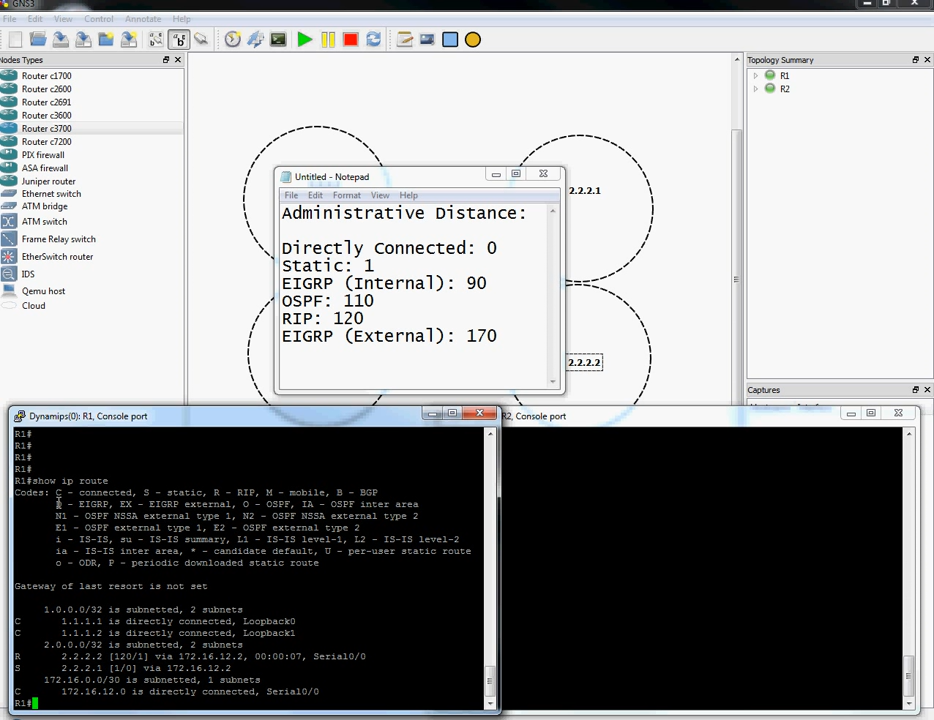 GNS3
File Edit View Control Annotate Help
Nodes Types
Router c1700
Router c2600
Router c2691
Router c3600
Router c3700
Router c7200
PIX firewall
ASA firewall
Juniper router
Ethernet switch
ATM bridge
ATM switch
Frame Relay switch
EtherSwitch router
IDS
Qemu host
Cloud
Topology Summary
R1
R2
Captures
2.2.2.1
2.2.2.2
Untitled - Notepad
File Edit Format View Help
Administrative Distance:
Directly Connected: 0
Static: 1
EIGRP (Internal): 90
OSPF: 110
RIP: 120
EIGRP (External): 170
Dynamips(0): R1, Console port
R1#
R1#
R1#
R1#
R1#show ip route
Codes: C - connected, S - static, R - RIP, M - mobile, B - BGP
- EIGRP, EX - EIGRP external, O - OSPF, IA - OSPF inter area
N1 - OSPF NSSA external type 1, N2 - OSPF NSSA external type 2
E1 - OSPF external type 1, E2 - OSPF external type 2
i - IS-IS, su - IS-IS summary, L1 - IS-IS level-1, L2 - IS-IS level-2
ia - IS-IS inter area, * - candidate default, U - per-user static route
o - ODR, P - periodic downloaded static route
Gateway of last resort is not set
1.0.0.0/32 is subnetted, 2 subnets
C 1.1.1.1 is directly connected, Loopback0
C 1.1.1.2 is directly connected, Loopback1
2.0.0.0/32 is subnetted, 2 subnets
R 2.2.2.2 [120/1] via 172.16.12.2, 00:00:07, Serial0/0
S 2.2.2.1 [1/0] via 172.16.12.2
172.16.0.0/30 is subnetted, 1 subnets
C 172.16.12.0 is directly connected, Serial0/0
R1#
R2, Console port